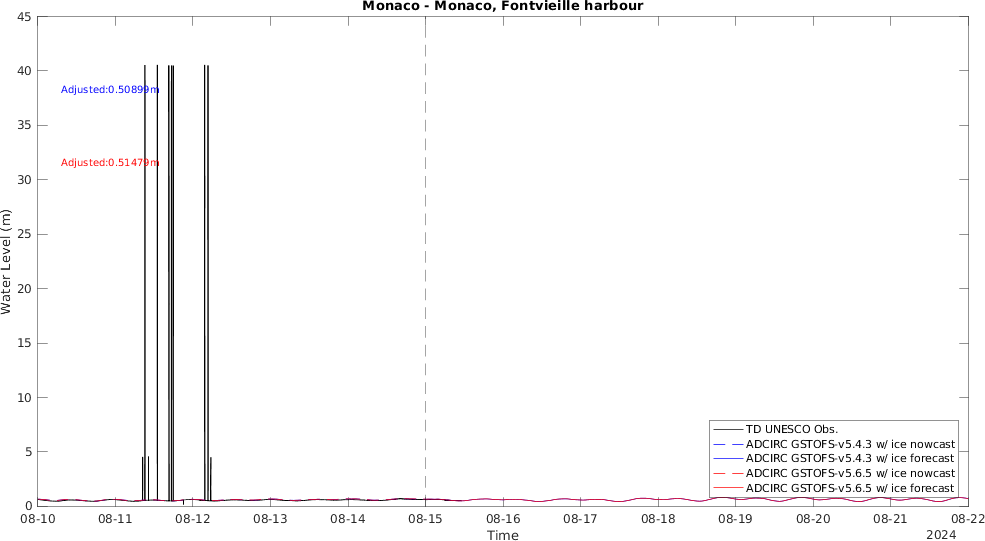 Monaco - Monaco, Fontvieille harbour
45
40
35
30
25
20
15
10
5
0
Water Level (m)
Adjusted:0.50899m
Adjusted:0.51479m
TD UNESCO Obs.
ADCIRC GSTOFS-v5.4.3 w/ ice nowcast
ADCIRC GSTOFS-v5.4.3 w/ ice forecast
ADCIRC GSTOFS-v5.6.5 w/ ice nowcast
ADCIRC GSTOFS-v5.6.5 w/ ice forecast
08-10 08-11 08-12 08-13 08-14 08-15 08-16 08-17 08-18 08-19 08-20 08-21 08-22
Time
2024